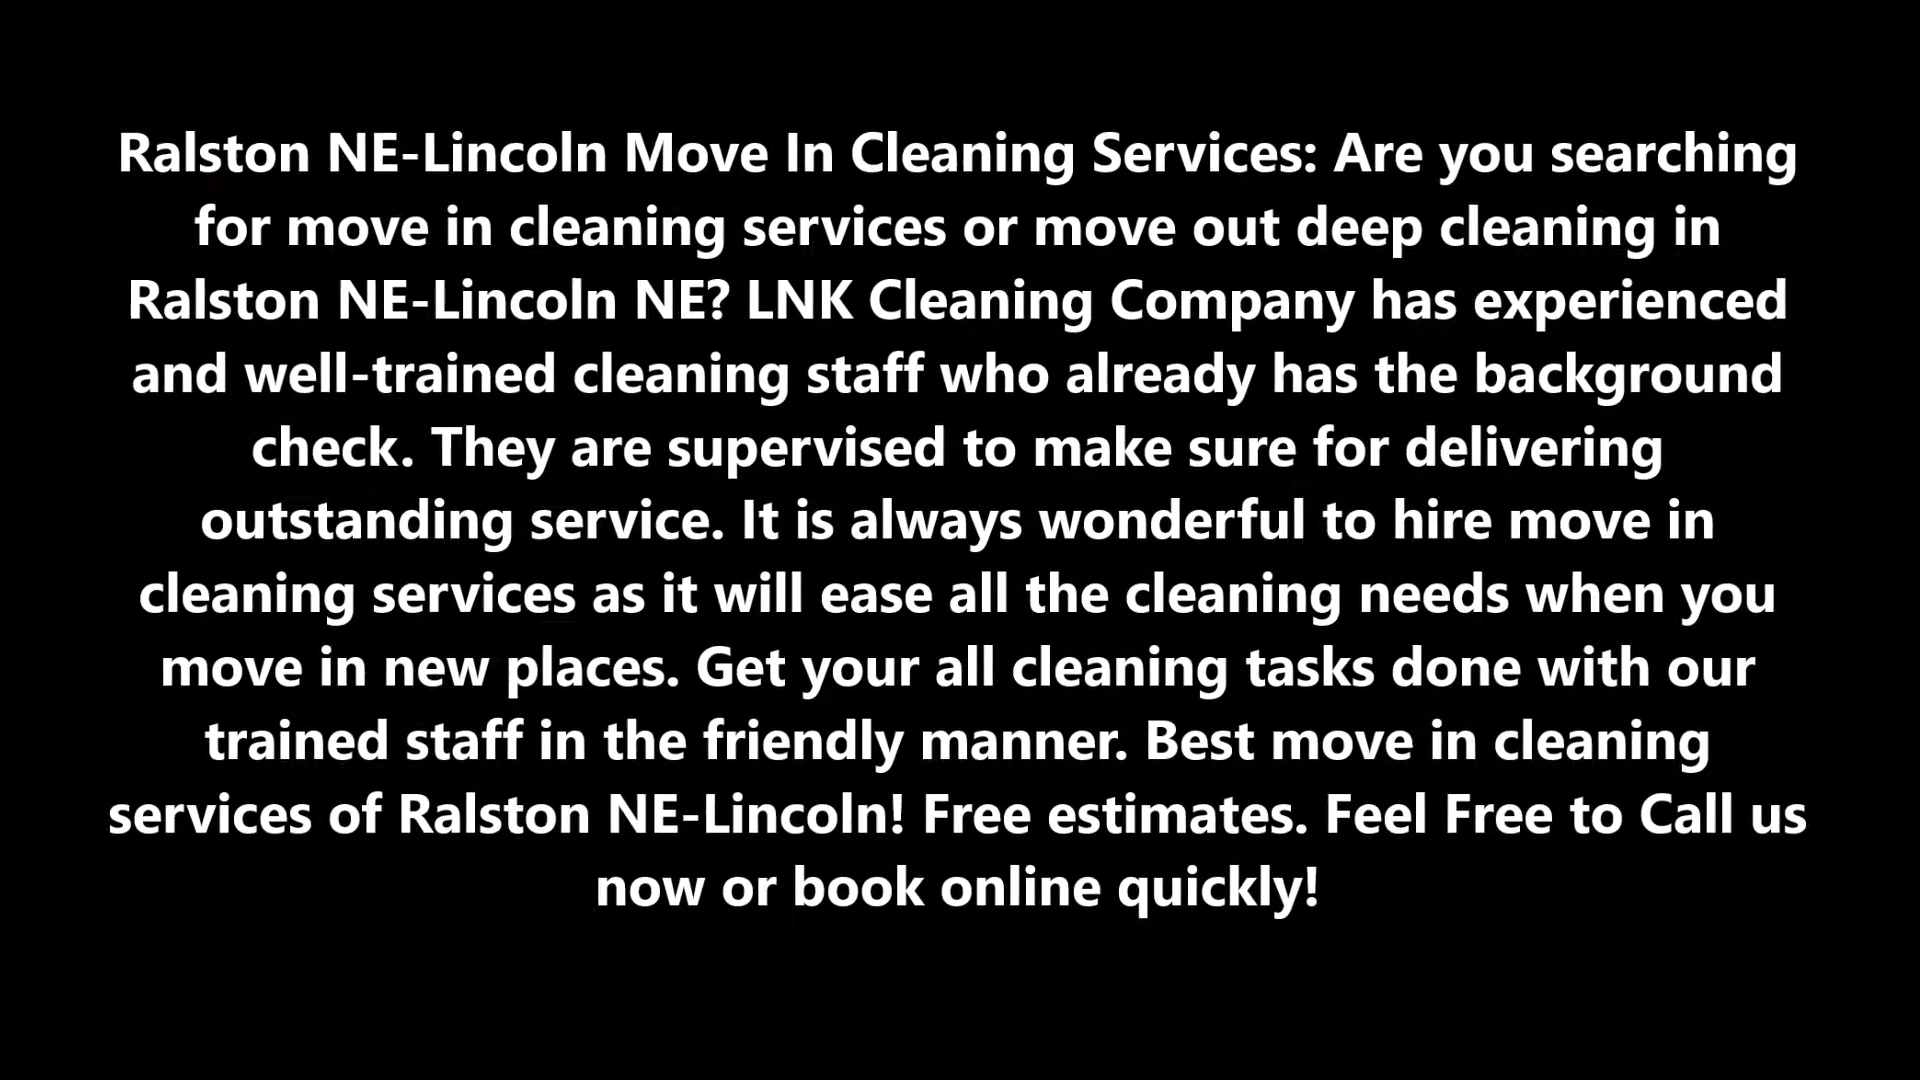 Ralston NE-Lincoln Move In Cleaning Services: Are you searching
for move in cleaning services or move out deep cleaning in
Ralston NE-Lincoln NE? LNK Cleaning Company has experienced
and well-trained cleaning staff who already has the background
check. They are supervised to make sure for delivering
outstanding service. It is always wonderful to hire move in
cleaning services as it will ease all the cleaning needs when you
move in new places. Get your all cleaning tasks done with our
trained staff in the friendly manner. Best move in cleaning
services of Ralston NE-Lincoln! Free estimates. Feel Free to Call us
now or book online quickly!